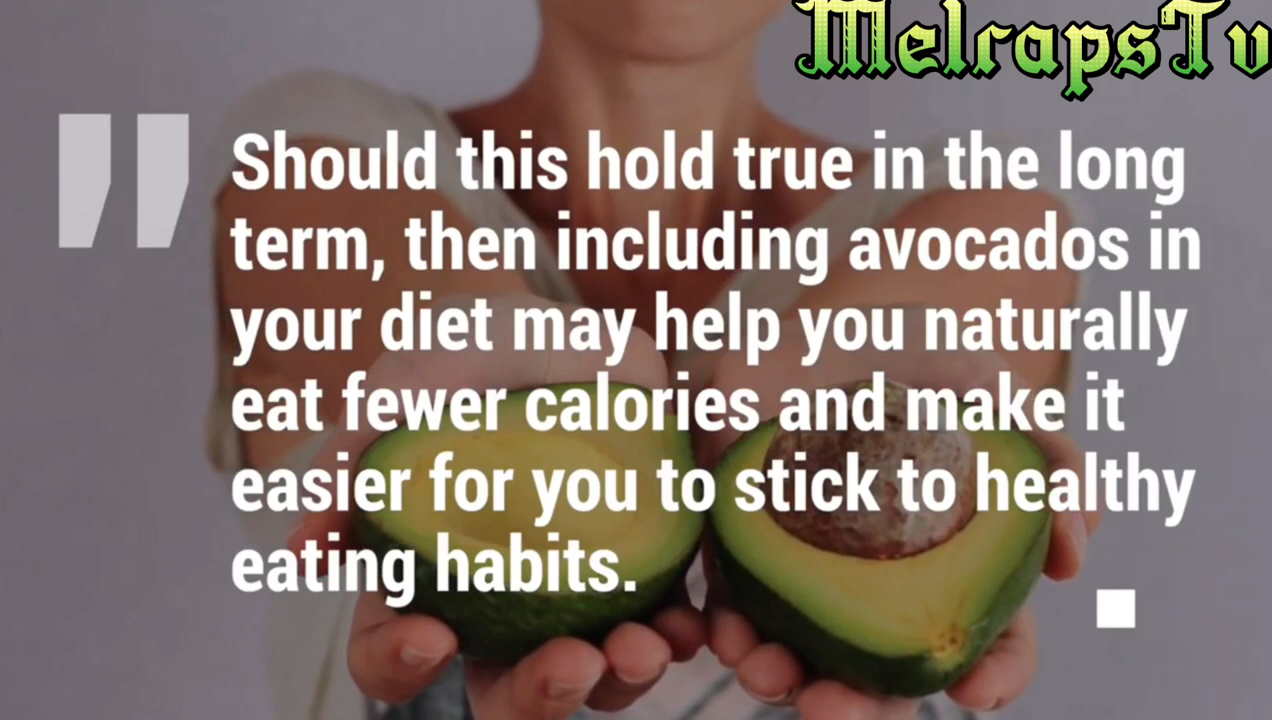 MelrapsTv
" Should this hold true in the long
term, then including avocados in
your diet may help you naturally
eat fewer calories and make it
easier for you to stick to healthy
eating habits.